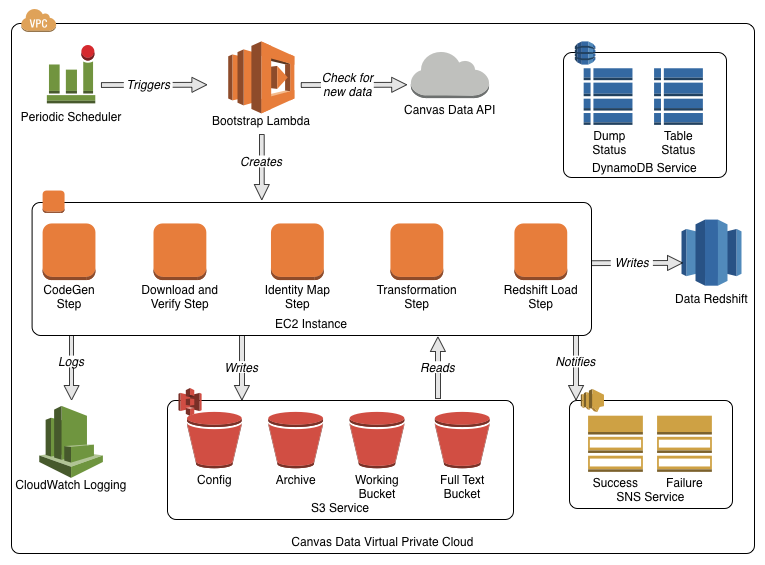 VPC
Periodic Scheduler
Triggers
Bootstrap Lambda
Check for
new data
Canvas Data API
Dump
Status
Table
Status
DynamoDB Service
Creates
CodeGen
Step
Download and
Verify Step
Identity Map
Step
Transformation
Step
Redshift Load
Step
EC2 Instance
Writes
Data Redshift
Logs
Writes
Reads
Notifies
CloudWatch Logging
Config
Archive
Working
Bucket
Full Text
Bucket
S3 Service
Success
Failure
SNS Service
Canvas Data Virtual Private Cloud